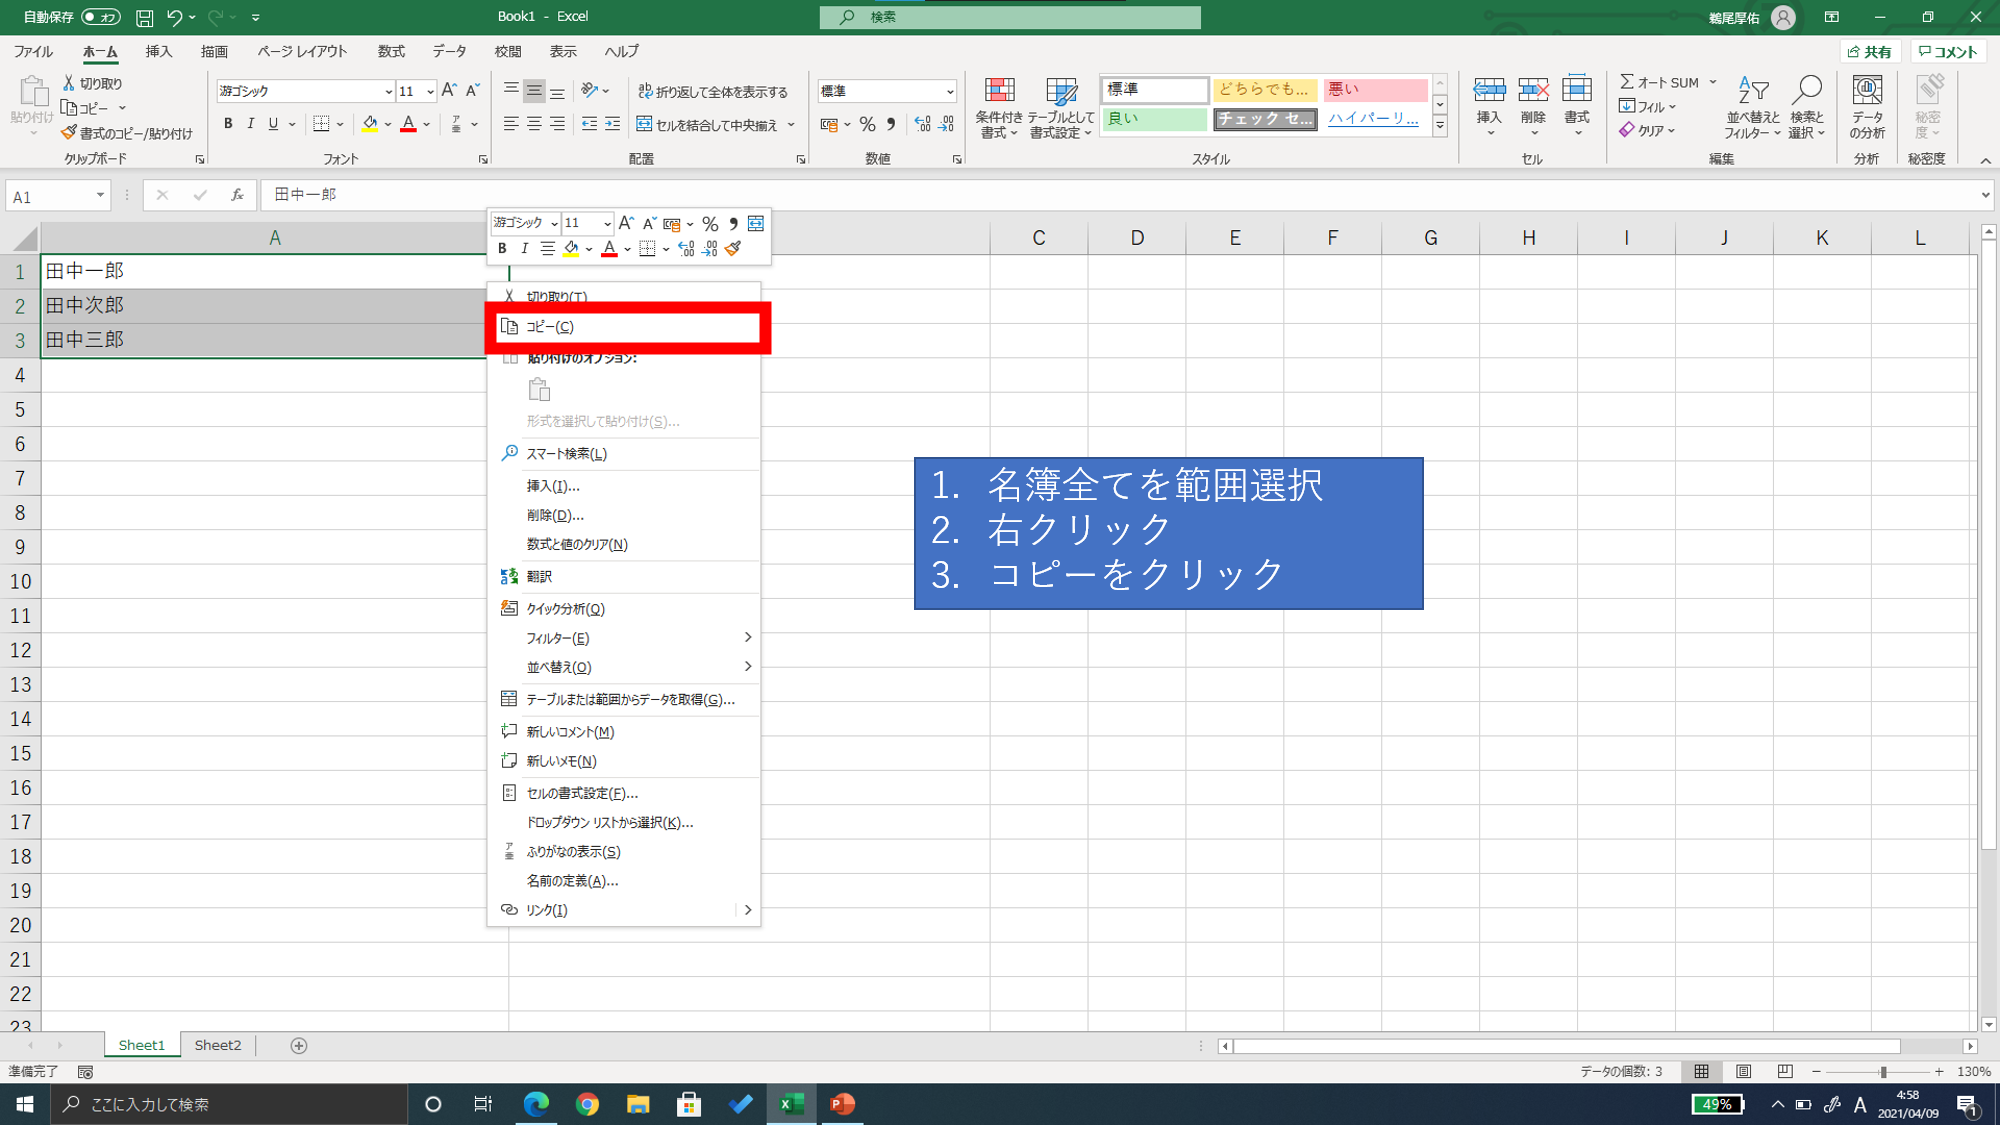 自動保存 オフ
Book1 - Excel
検索
鵜尾厚佑
ファイル ホーム 挿入 描画 ページ レイアウト 数式 データ 校閲 表示 ヘルプ
共有 コメント
貼り付け
切り取り
コピー
書式のコピー/貼り付け
クリップボード
游ゴシック 11
B I U
フォント
折り返して全体を表示する
セルを結合して中央揃え
配置
標準
数値
条件付き
書式
テーブルとして
書式設定
標準 どちらでも... 悪い
良い チェック セ... ハイパーリ...
スタイル
挿入 削除 書式
セル
オート SUM
フィル
クリア
並べ替えと
フィルター
検索と
選択
編集
データ
の分析
分析
秘密
度
秘密度
A1
fx
田中一郎
游ゴシック 11
B I
A C D E F G H I J K L
1 田中一郎
2 田中次郎
3 田中三郎
4
5
6
7
8
9
10
11
12
13
14
15
16
17
18
19
20
21
22
23
切り取り(T)
コピー(C)
貼り付けのオプション:
形式を選択して貼り付け(S)...
スマート検索(L)
挿入(I)...
削除(D)...
数式と値のクリア(N)
翻訳
クイック分析(Q)
フィルター(E)
並べ替え(O)
テーブルまたは範囲からデータを取得(G)...
新しいコメント(M)
新しいメモ(N)
セルの書式設定(F)...
ドロップダウン リストから選択(K)...
ふりがなの表示(S)
名前の定義(A)...
リンク(I)
1. 名簿全てを範囲選択
2. 右クリック
3. コピーをクリック
Sheet1 Sheet2
準備完了
データの個数: 3
130%
ここに入力して検索
49%
A
4:58
2021/04/09
1